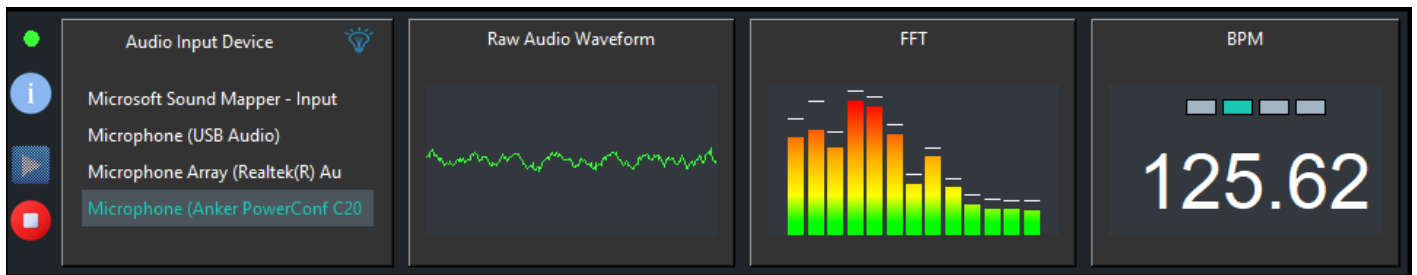 Audio Input Device
Microsoft Sound Mapper - Input
Microphone (USB Audio)
Microphone Array (Realtek(R) Au
Microphone (Anker PowerConf C20
Raw Audio Waveform
FFT
BPM
125.62
i